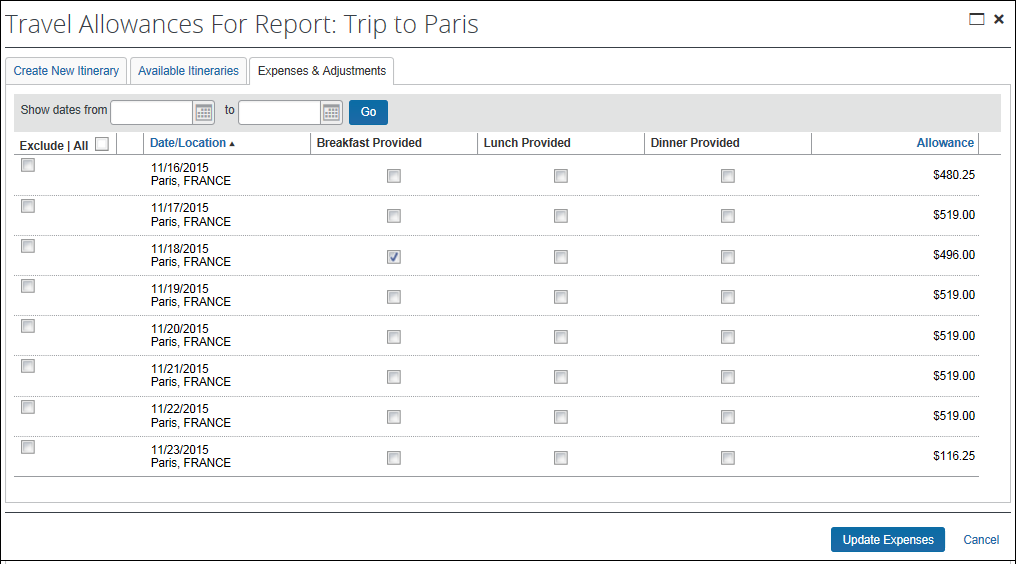 Travel Allowances For Report: Trip to Paris
Create New Itinerary Available Itineraries Expenses & Adjustments
Show dates from to Go
Exclude | All Date/Location Breakfast Provided Lunch Provided Dinner Provided Allowance
11/16/2015
Paris, FRANCE
$480.25
11/17/2015
Paris, FRANCE
$519.00
11/18/2015
Paris, FRANCE
$496.00
11/19/2015
Paris, FRANCE
$519.00
11/20/2015
Paris, FRANCE
$519.00
11/21/2015
Paris, FRANCE
$519.00
11/22/2015
Paris, FRANCE
$519.00
11/23/2015
Paris, FRANCE
$116.25
Update Expenses Cancel